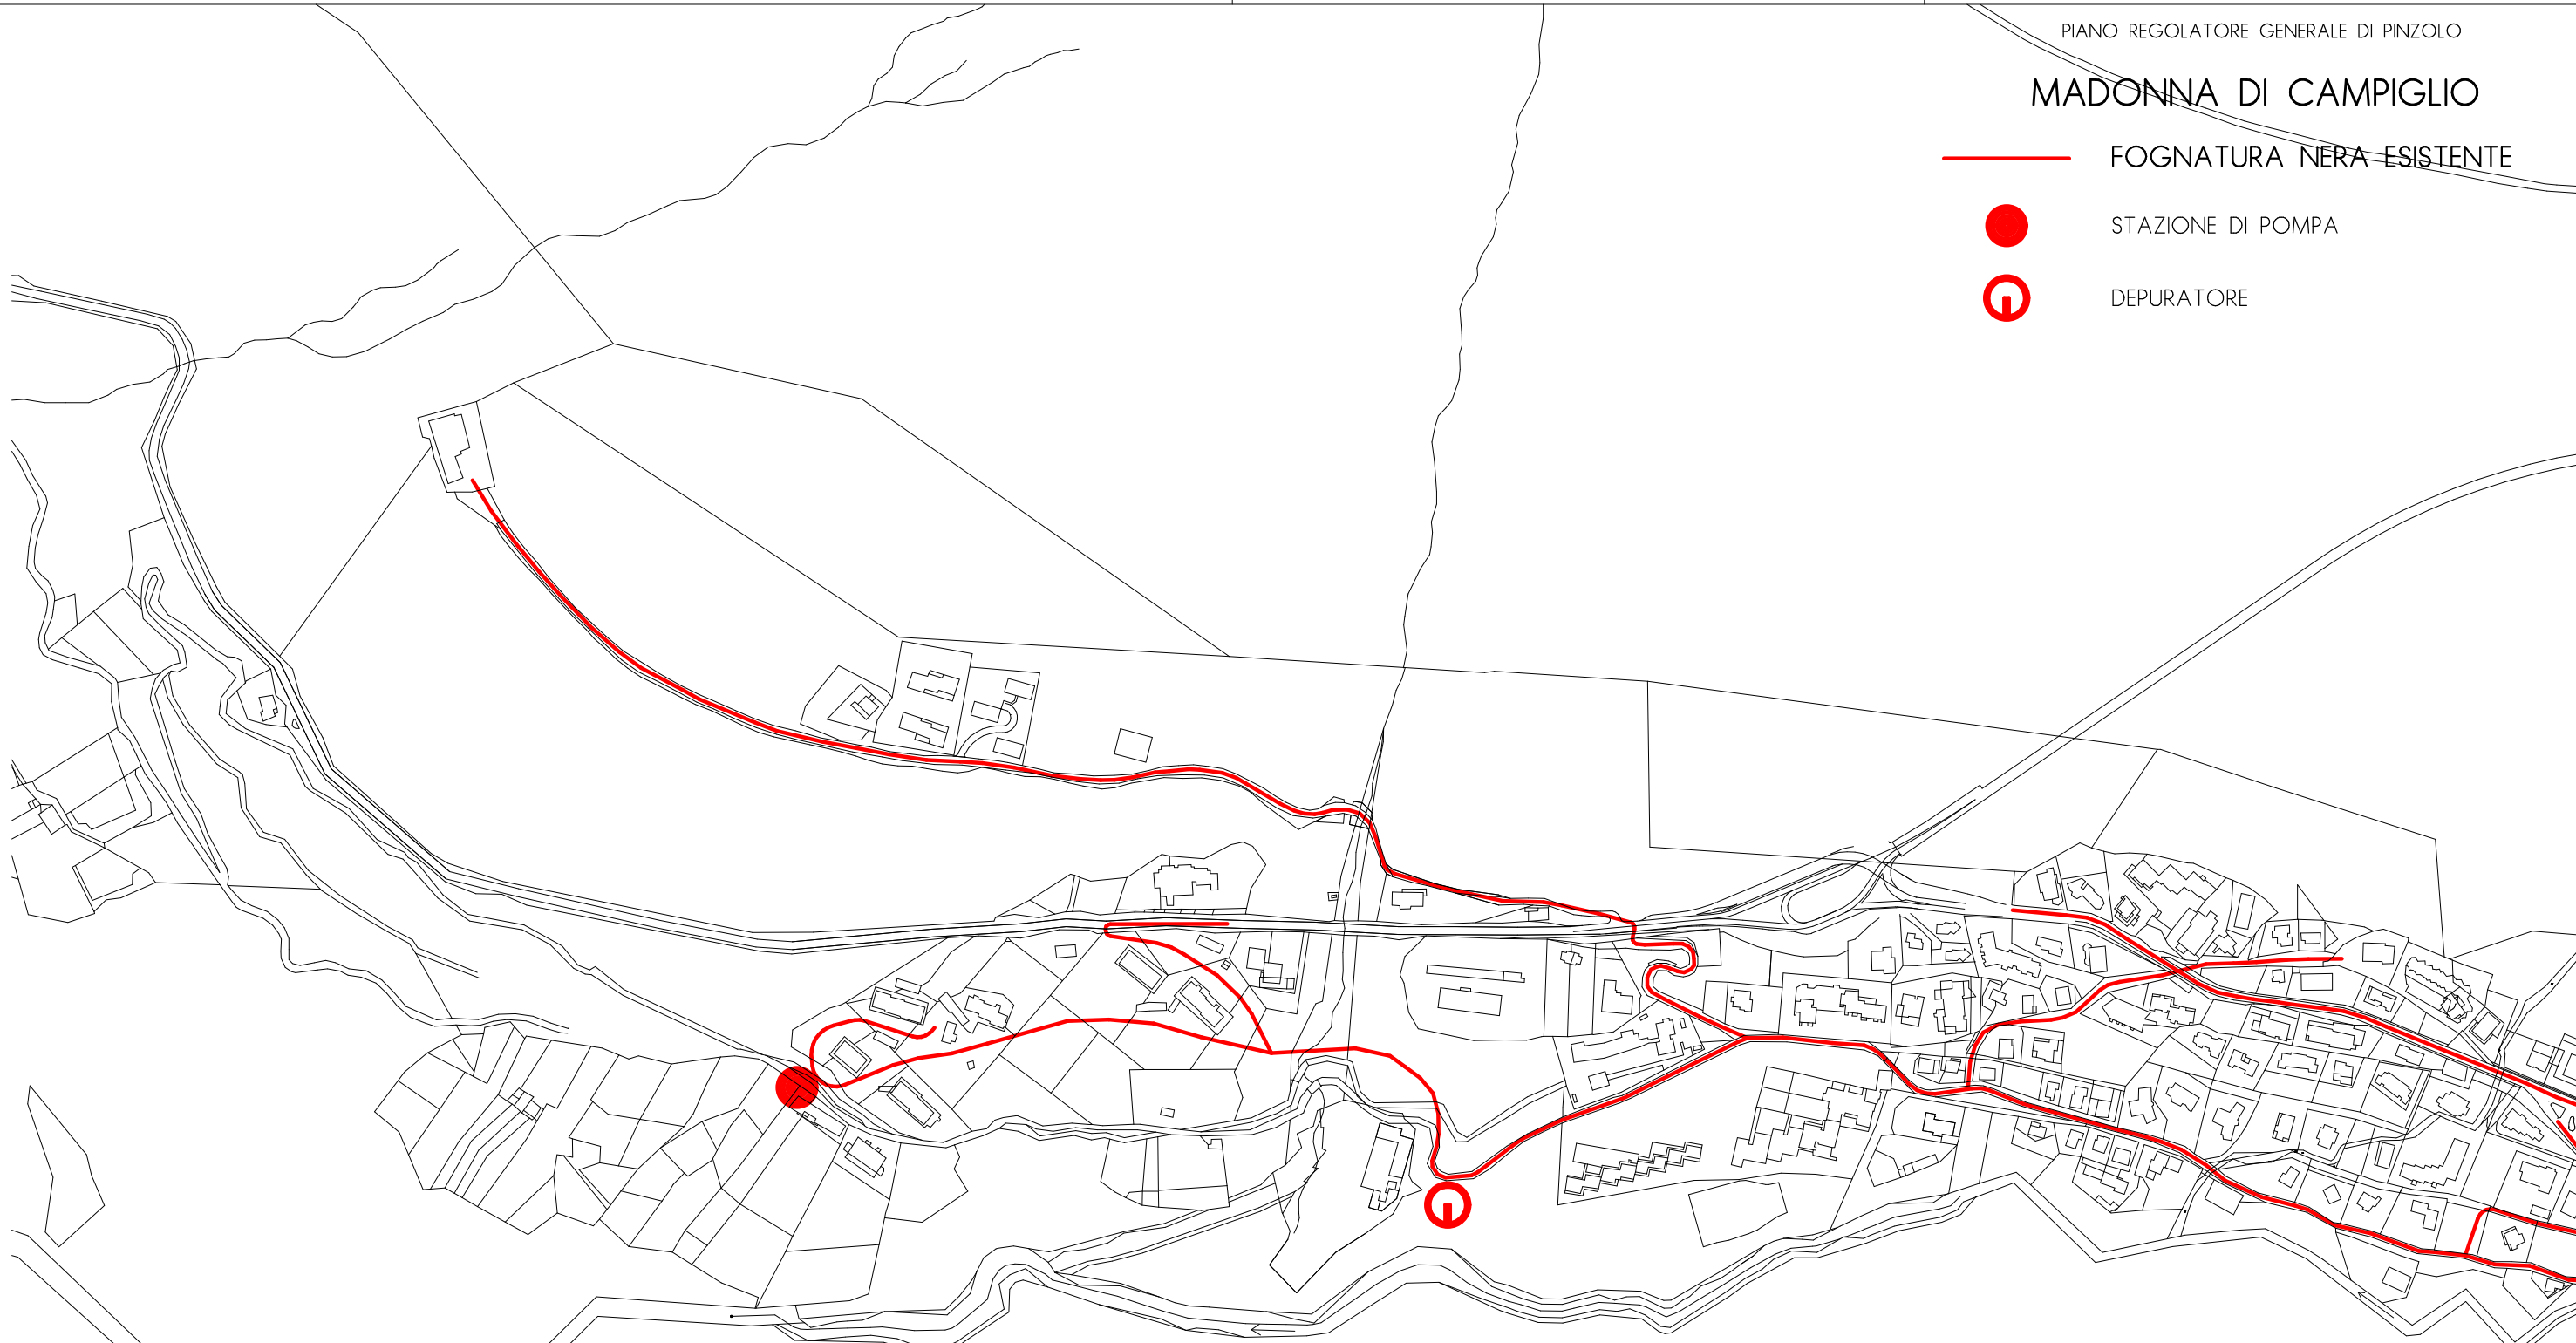 PIANO REGOLATORE GENERALE DI PINZOLO
MADONNA DI CAMPIGLIO
FOGNATURA NERA ESISTENTE
STAZIONE DI POMPA
DEPURATORE